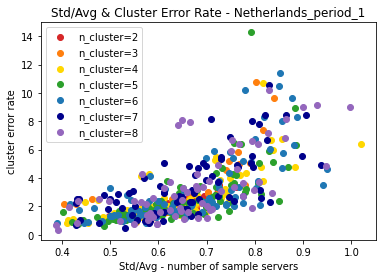 Std/Avg & Cluster Error Rate - Netherlands_period_1
n_cluster=2
n_cluster=3
n_cluster=4
n_cluster=5
n_cluster=6
n_cluster=7
n_cluster=8
cluster error rate
14
12
10
8
6
4
2
0
0.4 0.5 0.6 0.7 0.8 0.9 1.0
Std/Avg - number of sample servers